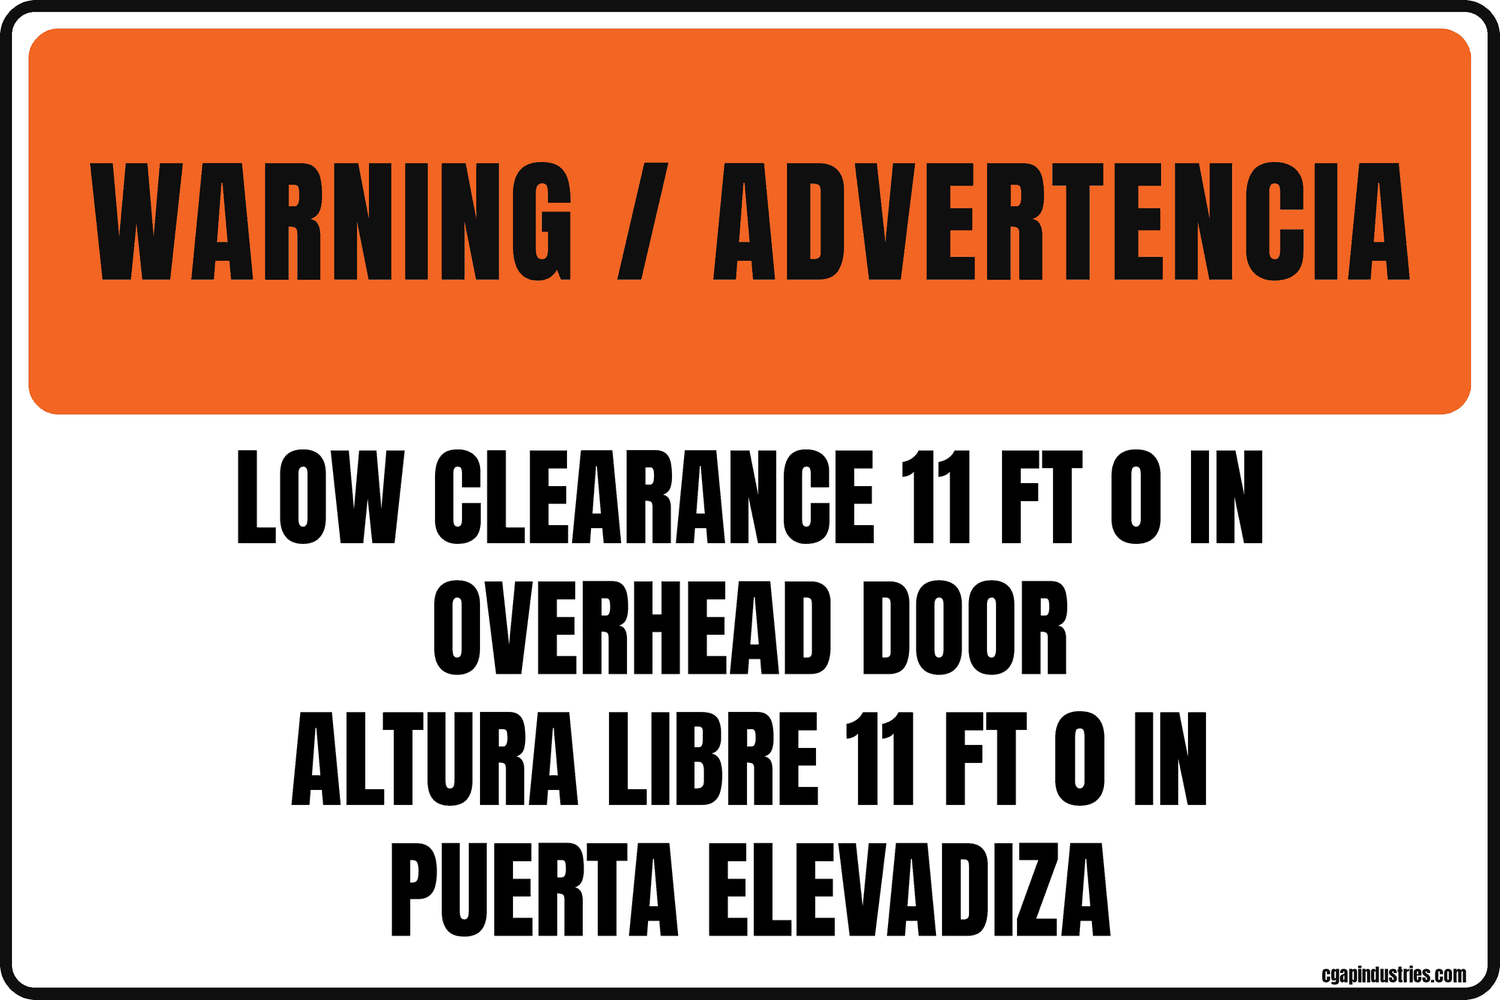 WARNING / ADVERTENCIA
LOW CLEARANCE 11 FT 0 IN
OVERHEAD DOOR
ALTURA LIBRE 11 FT 0 IN
PUERTA ELEVADIZA
cgapindustries.com